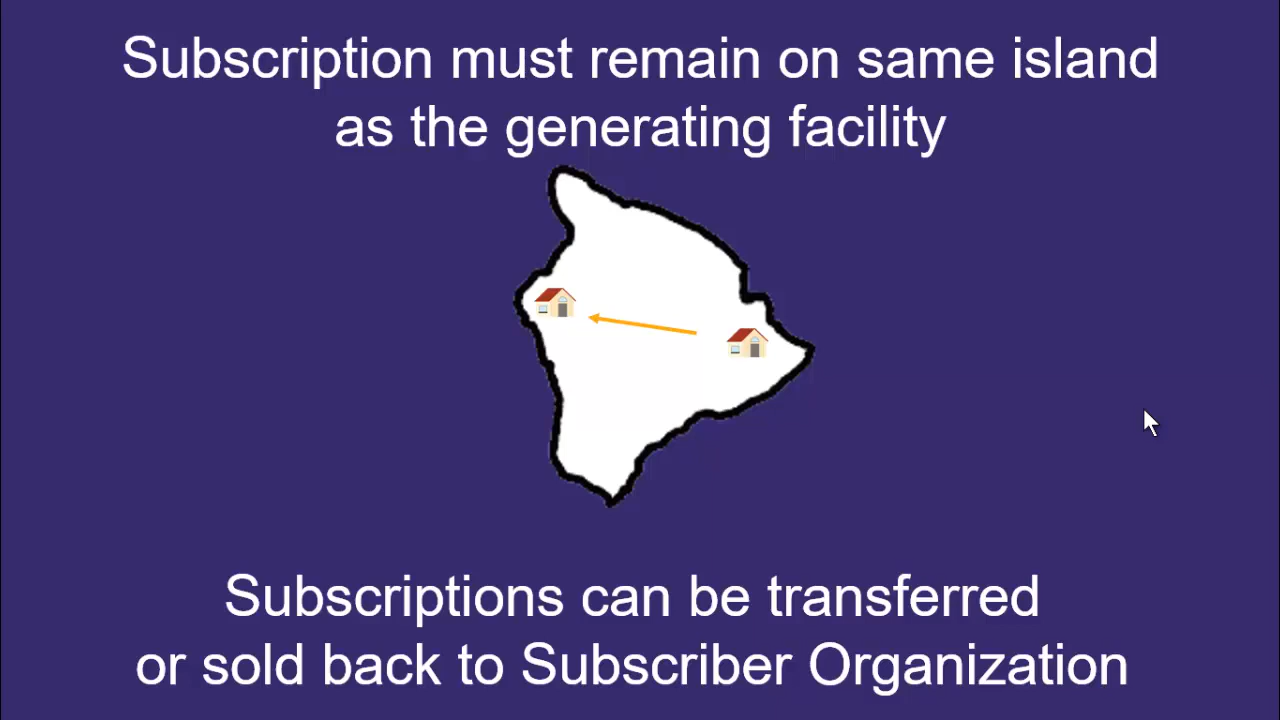 Subscription must remain on same island
as the generating facility
Subscriptions can be transferred
or sold back to Subscriber Organization